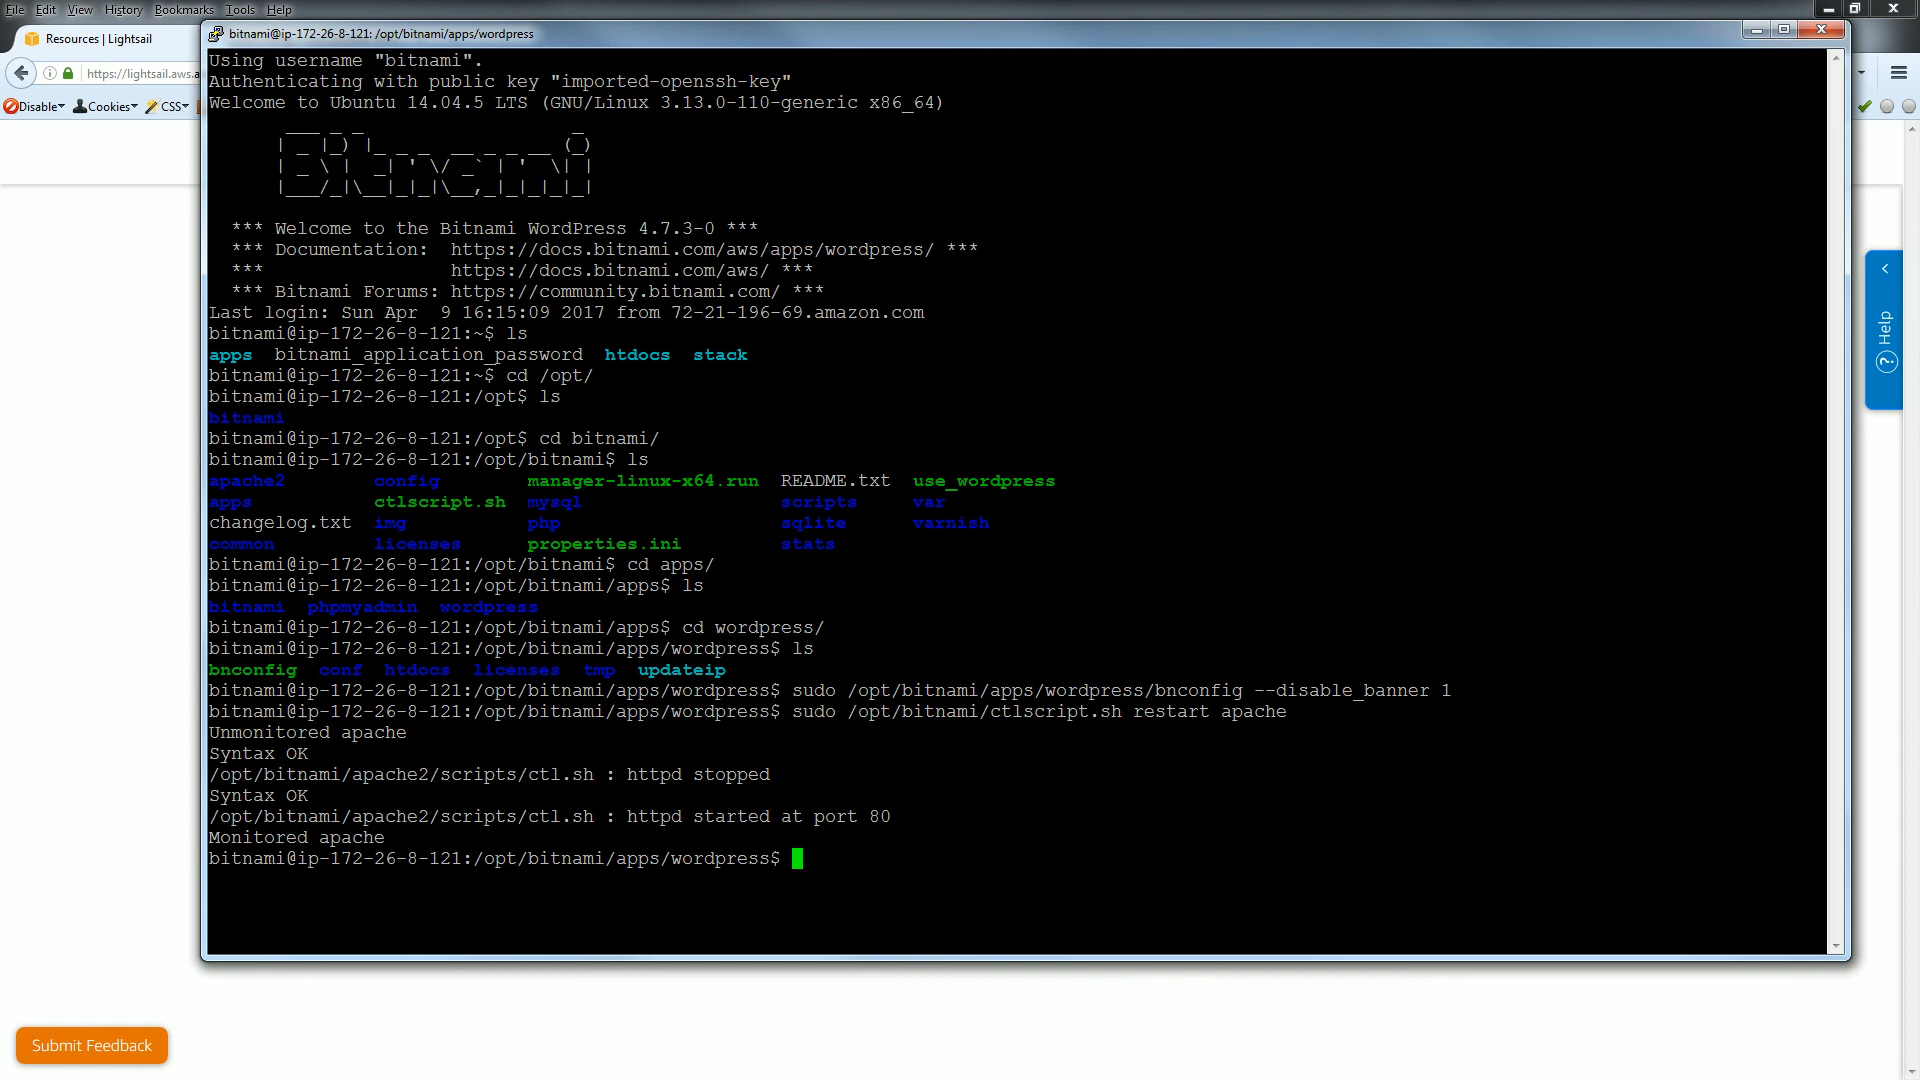 File Edit View History Bookmarks Tools Help
Resources | Lightsail
bitnami@ip-172-26-8-121: /opt/bitnami/apps/wordpress
https://lightsail.aws.a
Disable Cookies CSS
Using username "bitnami".
Authenticating with public key "imported-openssh-key"
Welcome to Ubuntu 14.04.5 LTS (GNU/Linux 3.13.0-110-generic x86_64)
Bitnami
*** Welcome to the Bitnami WordPress 4.7.3-0 ***
*** Documentation: https://docs.bitnami.com/aws/apps/wordpress/ ***
*** https://docs.bitnami.com/aws/ ***
*** Bitnami Forums: https://community.bitnami.com/ ***
Last login: Sun Apr 9 16:15:09 2017 from 72-21-196-69.amazon.com
bitnami@ip-172-26-8-121:~$ ls
apps bitnami_application_password htdocs stack
bitnami@ip-172-26-8-121:~$ cd /opt/
bitnami@ip-172-26-8-121:/opt$ ls
bitnami
bitnami@ip-172-26-8-121:/opt$ cd bitnami/
bitnami@ip-172-26-8-121:/opt/bitnami$ ls
apache2 config manager-linux-x64.run README.txt use_wordpress
apps ctlscript.sh mysql scripts var
changelog.txt img php sqlite varnish
common licenses properties.ini stats
bitnami@ip-172-26-8-121:/opt/bitnami$ cd apps/
bitnami@ip-172-26-8-121:/opt/bitnami/apps$ ls
bitnami phpmyadmin wordpress
bitnami@ip-172-26-8-121:/opt/bitnami/apps$ cd wordpress/
bitnami@ip-172-26-8-121:/opt/bitnami/apps/wordpress$ ls
bnconfig conf htdocs licenses tmp updateip
bitnami@ip-172-26-8-121:/opt/bitnami/apps/wordpress$ sudo /opt/bitnami/apps/wordpress/bnconfig --disable_banner 1
bitnami@ip-172-26-8-121:/opt/bitnami/apps/wordpress$ sudo /opt/bitnami/ctlscript.sh restart apache
Unmonitored apache
Syntax OK
/opt/bitnami/apache2/scripts/ctl.sh : httpd stopped
Syntax OK
/opt/bitnami/apache2/scripts/ctl.sh : httpd started at port 80
Monitored apache
bitnami@ip-172-26-8-121:/opt/bitnami/apps/wordpress$
Help
Submit Feedback